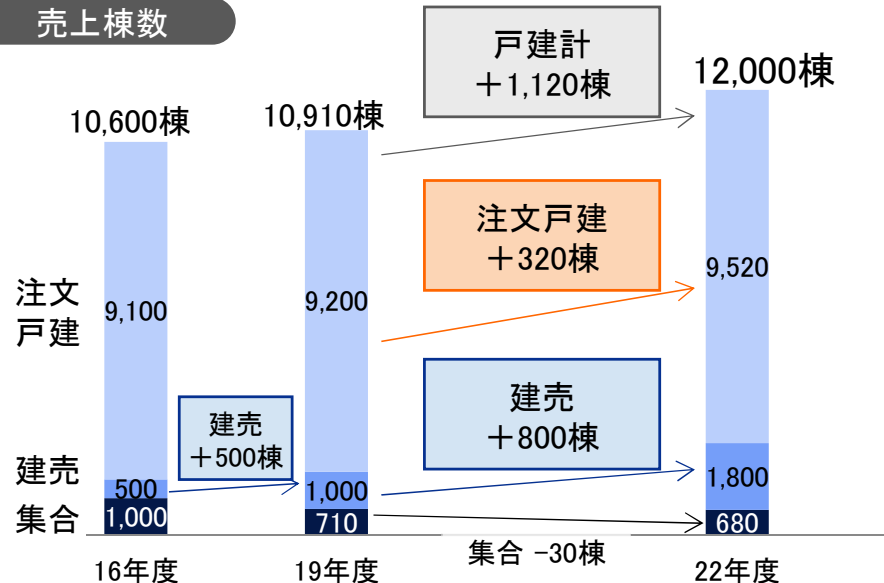 売上棟数
戸建計
＋1,120棟
12,000棟
10,600棟
10,910棟
注文戸建
＋320棟
9,520
注文
戸建
9,100
9,200
建売
＋800棟
建売
＋500棟
建売
500
1,000
1,800
集合
1,000
710
680
集合 −30棟
16年度
19年度
22年度